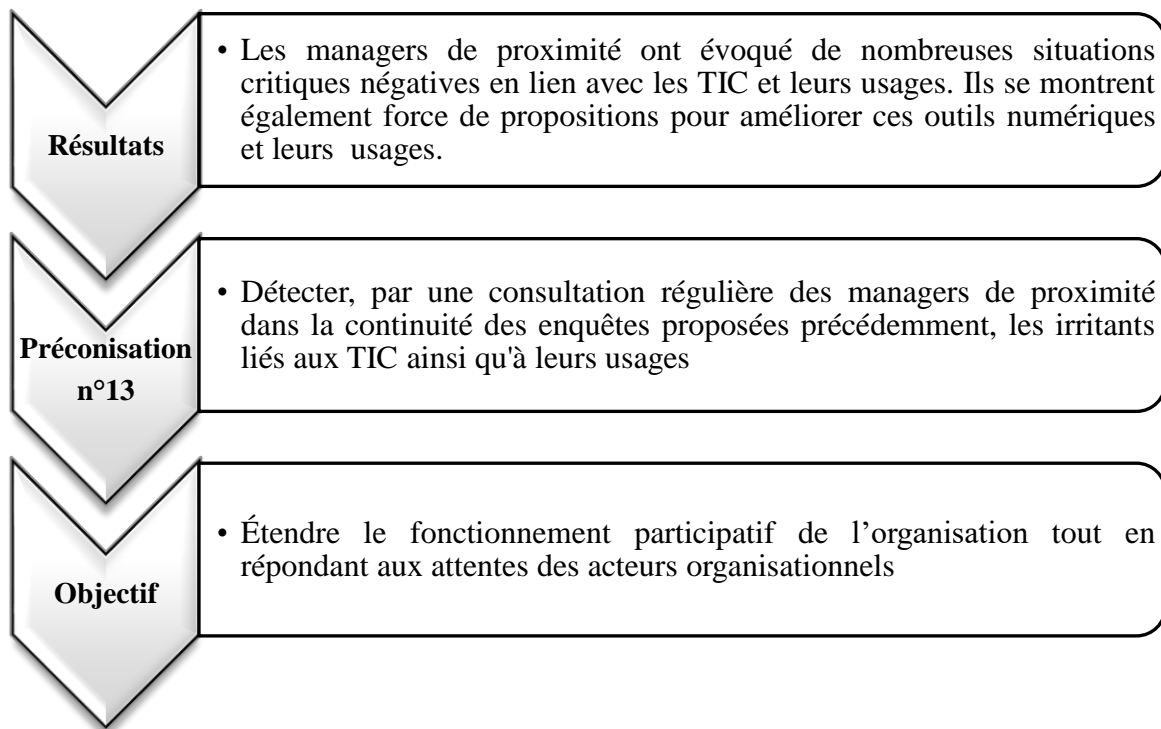 Résultats
• Les managers de proximité ont évoqué de nombreuses situations
critiques négatives en lien avec les TIC et leurs usages. Ils se montrent
également force de propositions pour améliorer ces outils numériques
et leurs usages.
Préconisation
n°13
• Détecter, par une consultation régulière des managers de proximité
dans la continuité des enquêtes proposées précédemment, les irritants
liés aux TIC ainsi qu'à leurs usages
Objectif
• Étendre le fonctionnement participatif de l’organisation tout en
répondant aux attentes des acteurs organisationnels